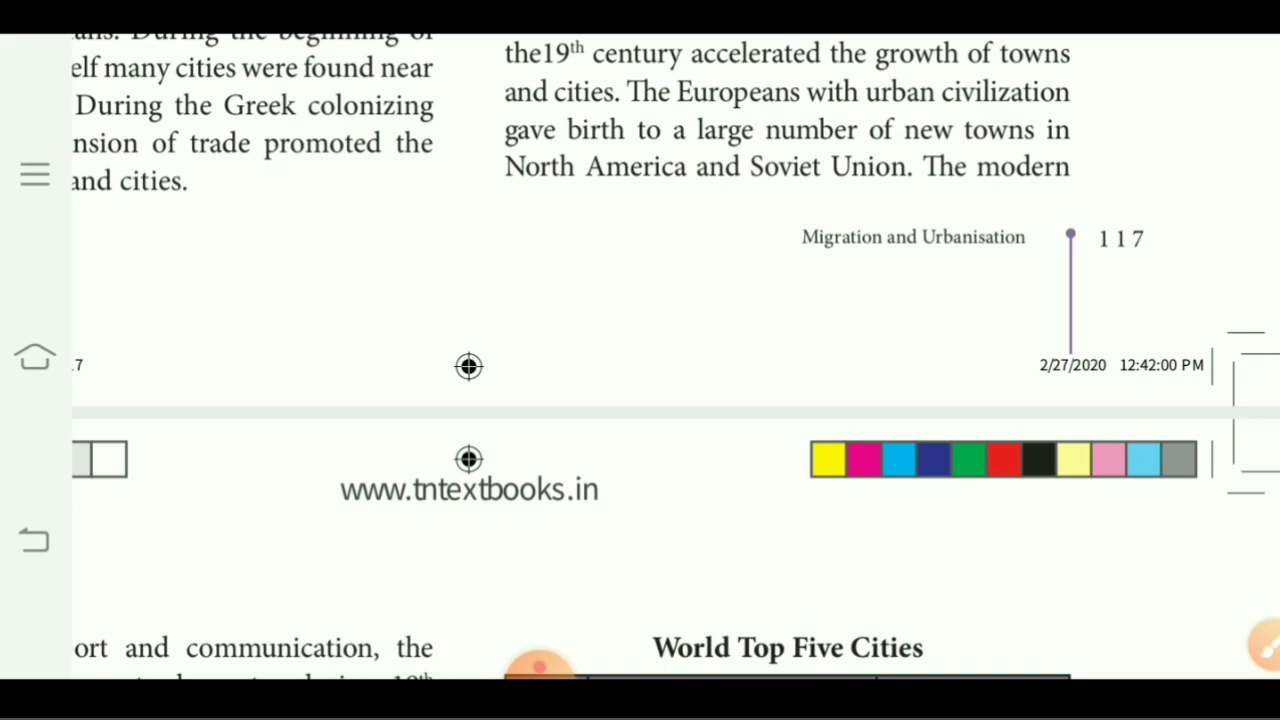 elf many cities were found near
During the Greek colonizing
nsion of trade promoted the
and cities.
the19th century accelerated the growth of towns
and cities. The Europeans with urban civilization
gave birth to a large number of new towns in
North America and Soviet Union. The modern
Migration and Urbanisation 117
.7
2/27/2020 12:42:00 PM
www.tntextbooks.in
ort and communication, the
World Top Five Cities